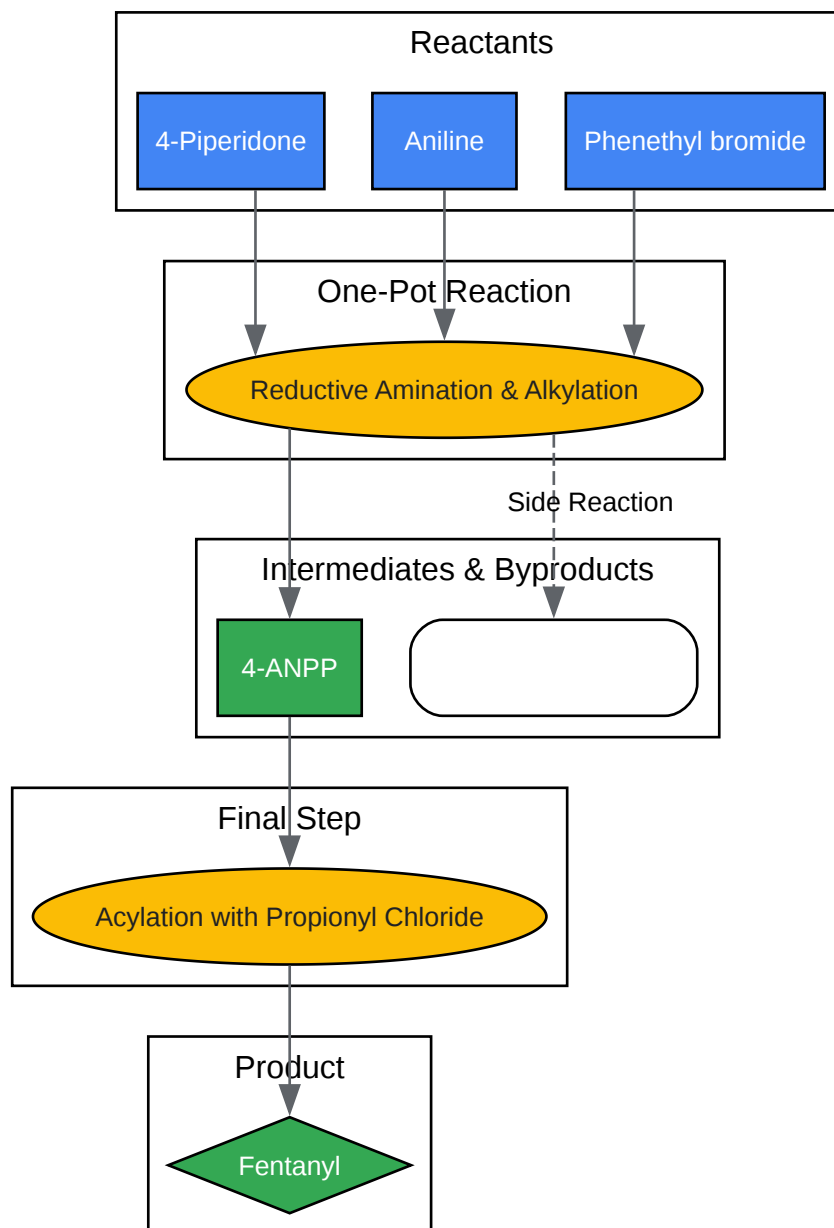 Reactants
4-Piperidone
Aniline
Phenethyl bromide
One-Pot Reaction
Reductive Amination & Alkylation
Side Reaction
Intermediates & Byproducts
4-ANPP
Final Step
Acylation with Propionyl Chloride
Product
Fentanyl